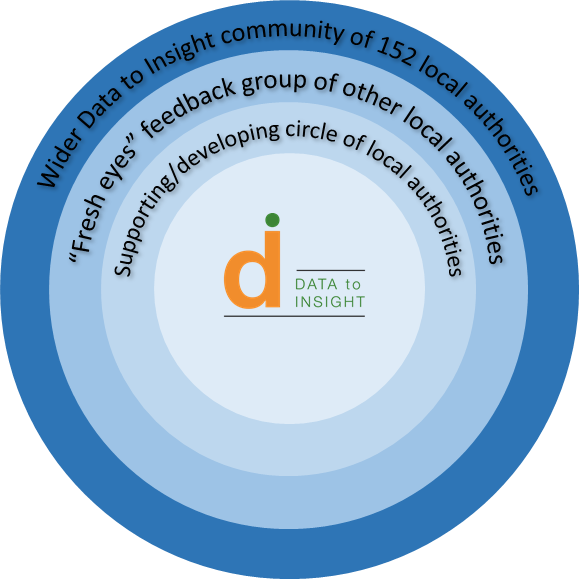 Wider Data to Insight community of 152 local authorities
“Fresh eyes” feedback group of other local authorities
Supporting/developing circle of local authorities
di
DATA to
INSIGHT